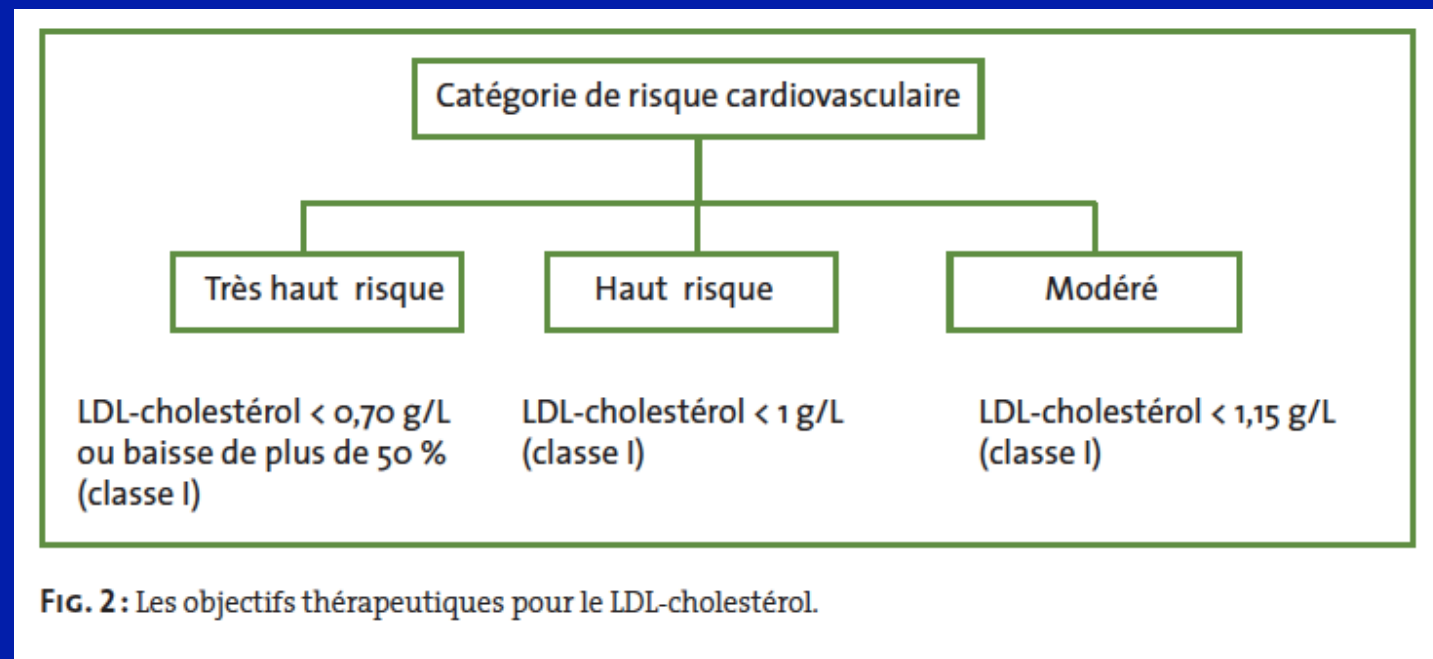 Catégorie de risque cardiovasculaire
Très haut risque
Haut risque
Modéré
LDL-cholestérol < 0,70 g/L
ou baisse de plus de 50 %
(classe I)
LDL-cholestérol < 1 g/L
(classe I)
LDL-cholestérol < 1,15 g/L
(classe I)
FIG. 2 : Les objectifs thérapeutiques pour le LDL-cholestérol.